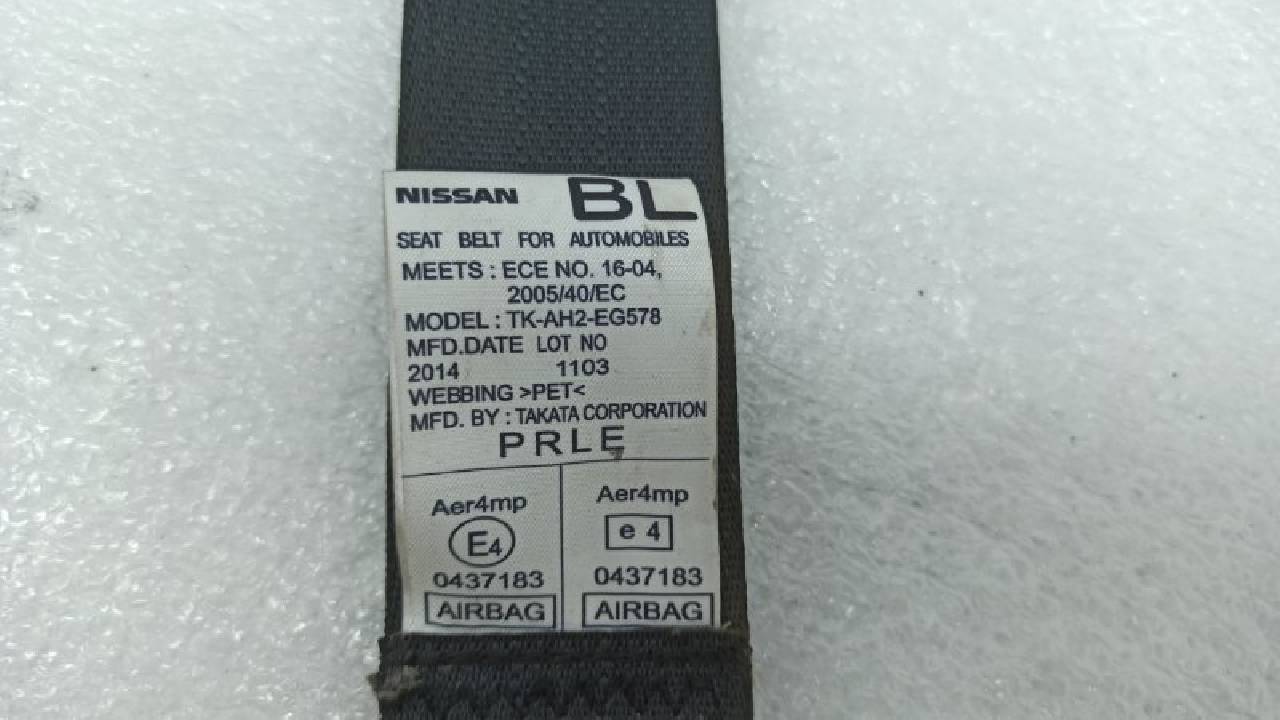 NISSAN BL
SEAT BELT FOR AUTOMOBILES
MEETS : ECE NO. 16-04,
2005/40/EC
MODEL : TK-AH2-EG578
MFD.DATE LOT NO
2014 1103
WEBBING >PET<
MFD. BY : TAKATA CORPORATION
PRLE
Aer4mp Aer4mp
E4 e 4
0437183 0437183
AIRBAG AIRBAG